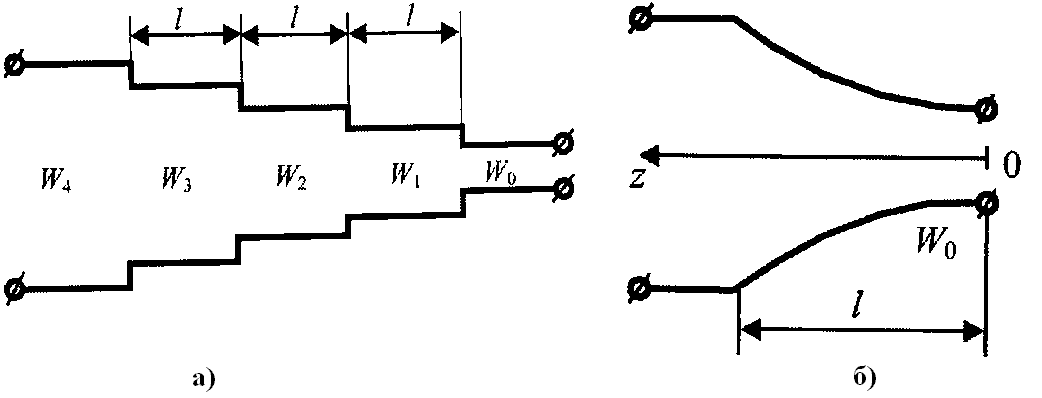 l l l
W₄ W₃ W₂ W₁ W₀
z 0
W₀
l
а) б)